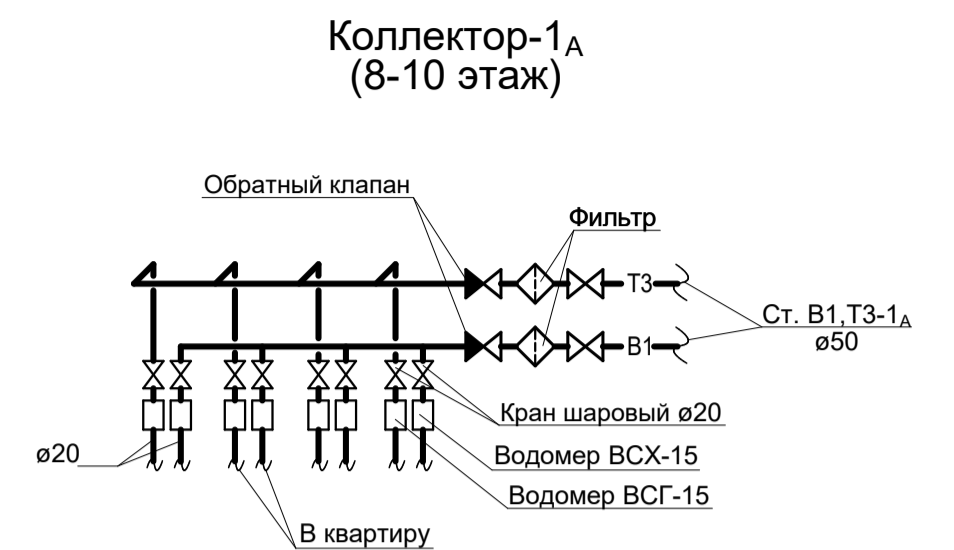 Коллектор-1А
(8-10 этаж)
Обратный клапан
Фильтр
Т3
Ст. В1,Т3-1А
ø50
В1
Кран шаровый ø20
ø20
Водомер ВСХ-15
Водомер ВСГ-15
В квартиру